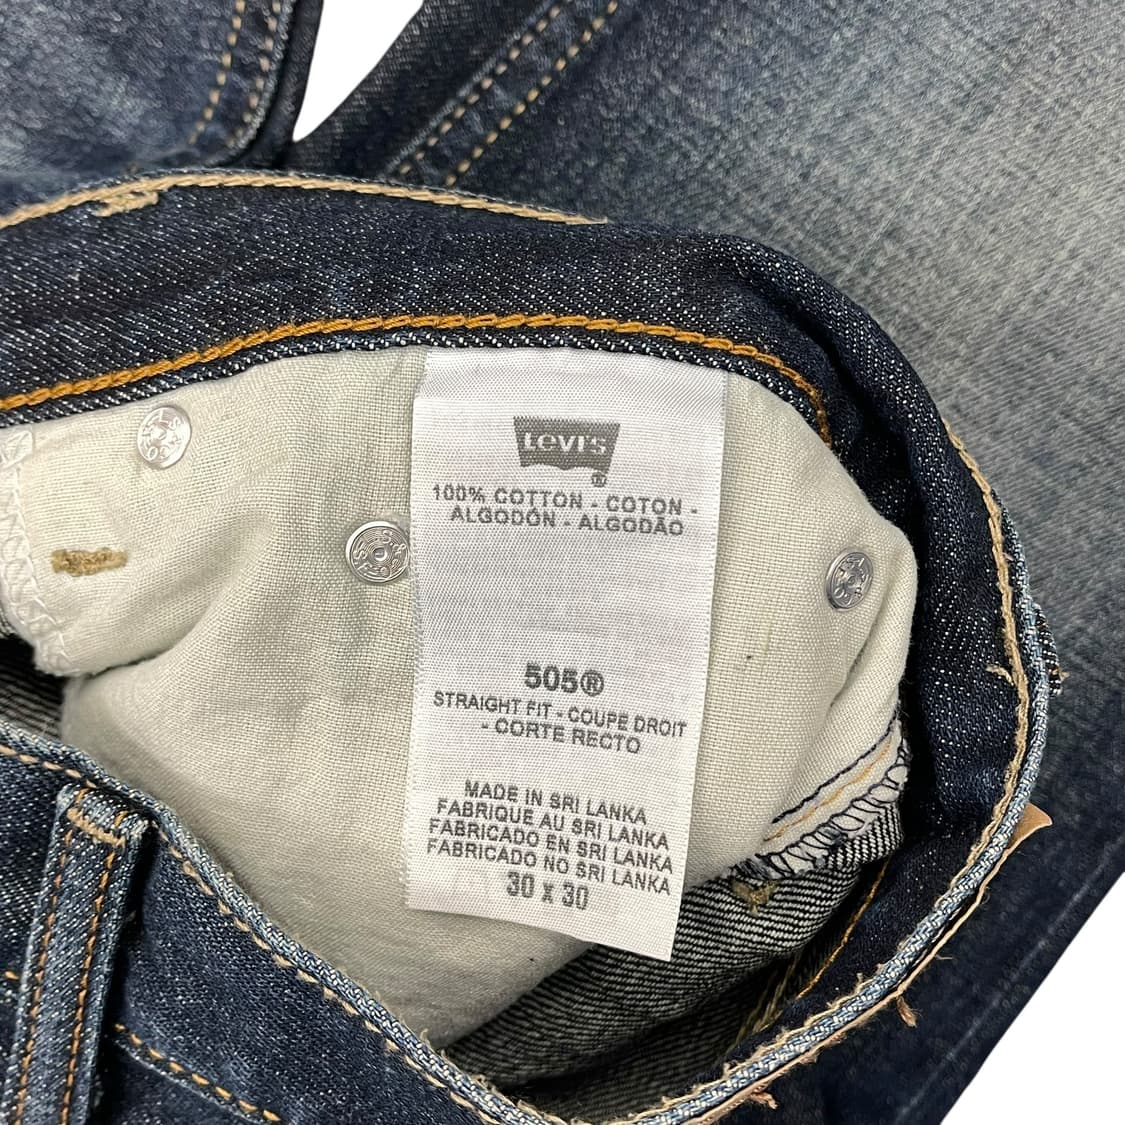 Levi's
®
100% COTTON - COTON -
ALGODÓN - ALGODÃO
505®
STRAIGHT FIT - COUPE DROIT
- CORTE RECTO
MADE IN SRI LANKA
FABRIQUE AU SRI LANKA
FABRICADO EN SRI LANKA
FABRICADO NO SRI LANKA
30 x 30